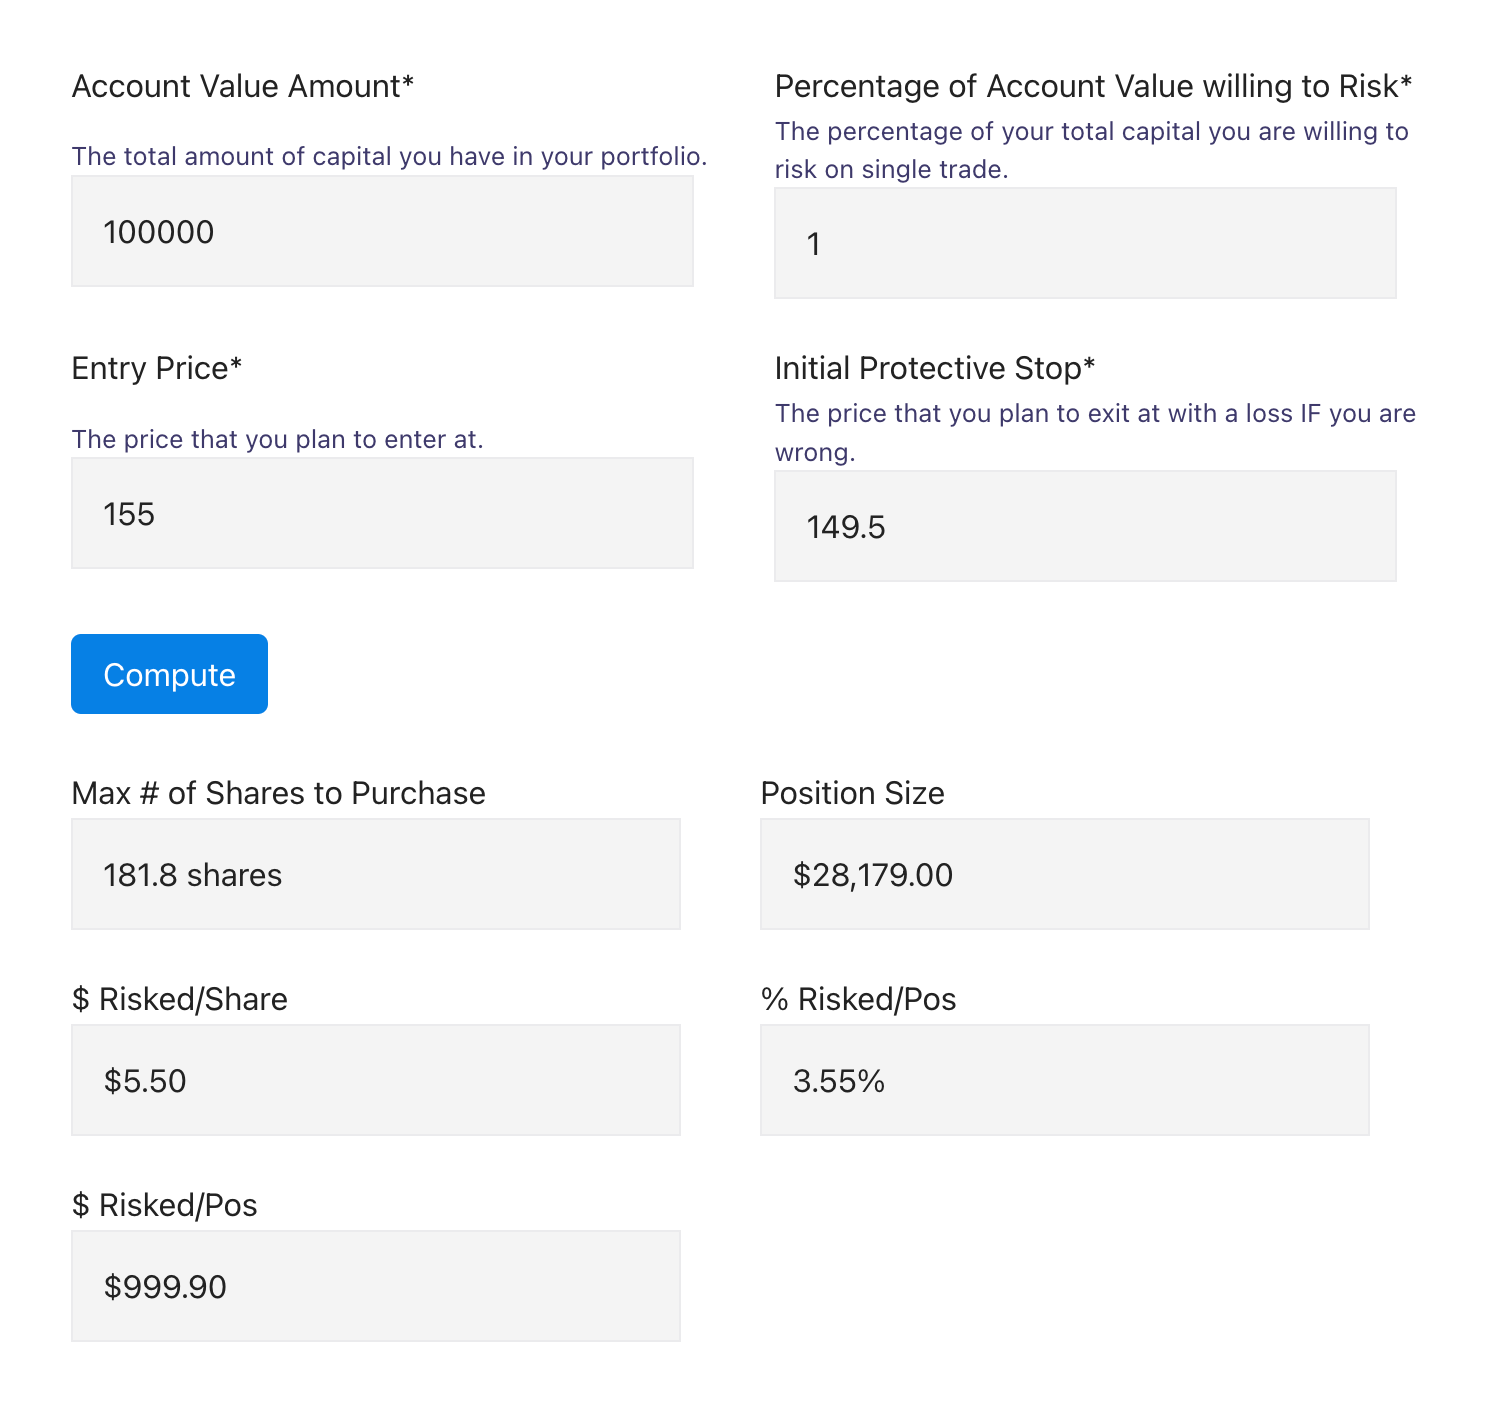 Account Value Amount*
The total amount of capital you have in your portfolio.
100000
Percentage of Account Value willing to Risk*
The percentage of your total capital you are willing to
risk on single trade.
1
Entry Price*
The price that you plan to enter at.
155
Initial Protective Stop*
The price that you plan to exit at with a loss IF you are
wrong.
149.5
Compute
Max # of Shares to Purchase
181.8 shares
Position Size
$28,179.00
$ Risked/Share
$5.50
% Risked/Pos
3.55%
$ Risked/Pos
$999.90